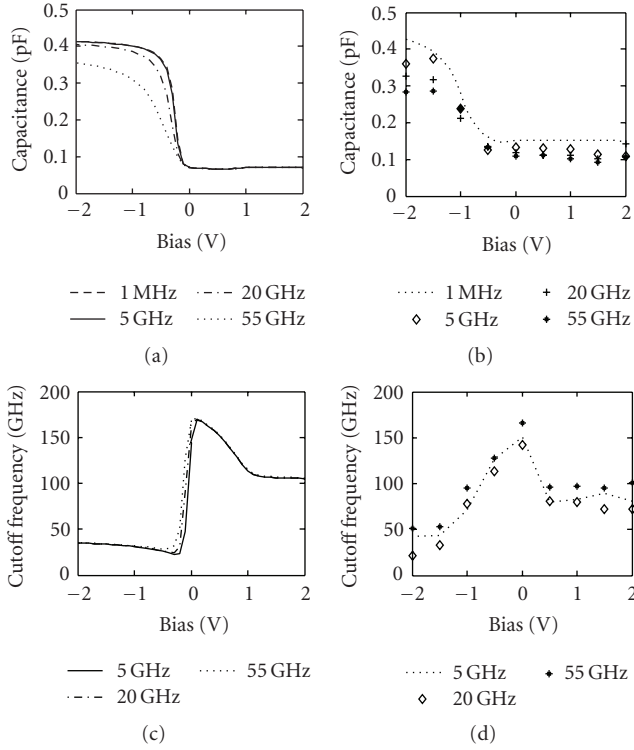 0.5
0.4
0.3
0.2
0.1
0
Capacitance (pF)
−2 −1 0 1 2
Bias (V)
1 MHz 20 GHz
5 GHz 55 GHz
(a)
0.5
0.4
0.3
0.2
0.1
0
Capacitance (pF)
−2 −1 0 1 2
Bias (V)
1 MHz 20 GHz
5 GHz 55 GHz
(b)
200
150
100
50
0
Cutoff frequency (GHz)
−2 −1 0 1 2
Bias (V)
5 GHz 55 GHz
20 GHz
(c)
200
150
100
50
0
Cutoff frequency (GHz)
−2 −1 0 1 2
Bias (V)
5 GHz 55 GHz
20 GHz
(d)